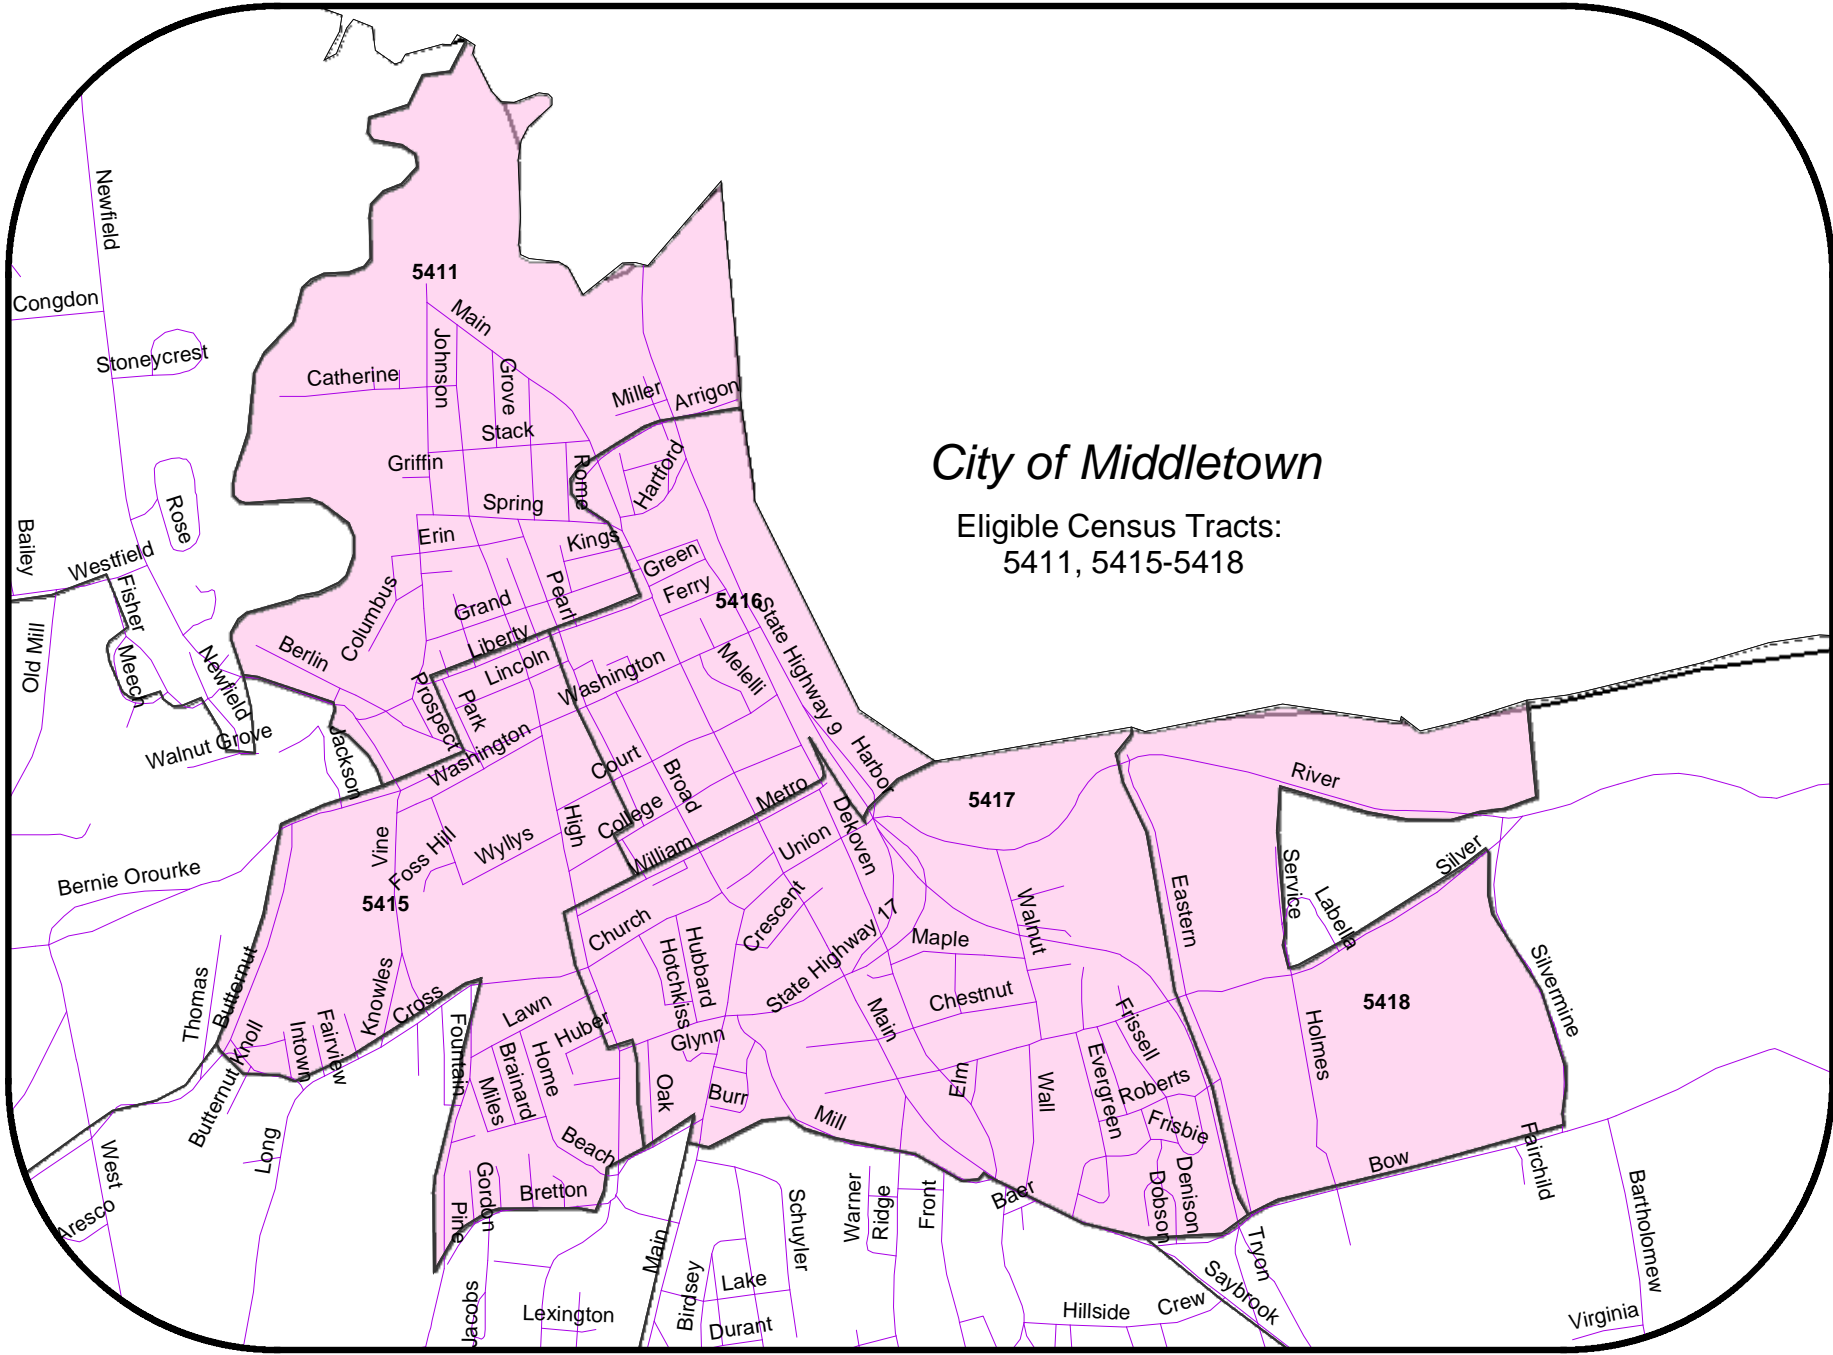 Newfield
5411
Congdon
Main
Johnson
Stoneycrest
Catherine
Grove
Miller
Arrigon
Stack
City of Middletown
Griffin
Rome
Hartford
Rose
Spring
Eligible Census Tracts:
5411, 5415-5418
Bailey
Erin
Kings
Westfield
Green
Fisher
Columbus
Pearl
Ferry
Grand
5416
State Highway 9
Old Mill
Liberty
Berlin
Lincoln
Meech
Newfield
Washington
Melelli
Prospect
Park
Walnut Grove
Jackson
Washington
Court
Harbor
Broad
River
Metro
5417
College
High
Dekoven
Vine
Foss Hill
Wyllys
Union
William
Silver
Bernie Orourke
Service
5415
Eastern
Crescent
Labella
Church
Walnut
State Highway 17
Maple
Hubbard
Hotchkiss
Butternut
Thomas
Knowles
Cross
Silvermine
Chestnut
5418
Lawn
Main
Huber
Frissell
Holmes
Fountain
Fairview
Intown
Glynn
Butternut Knoll
Home
Brainard
Miles
Evergreen
Elm
Wall
Oak
Roberts
Burr
Mill
Frisbie
Beach
Long
West
Bow
Fairchild
Gordon
Bretton
Denison
Dobson
Baer
Bartholomew
Schuyler
Warner
Ridge
Front
Aresco
Pine
Main
Tryon
Saybrook
Lake
Birdsey
Jacobs
Lexington
Hillside
Crew
Virginia
Durant